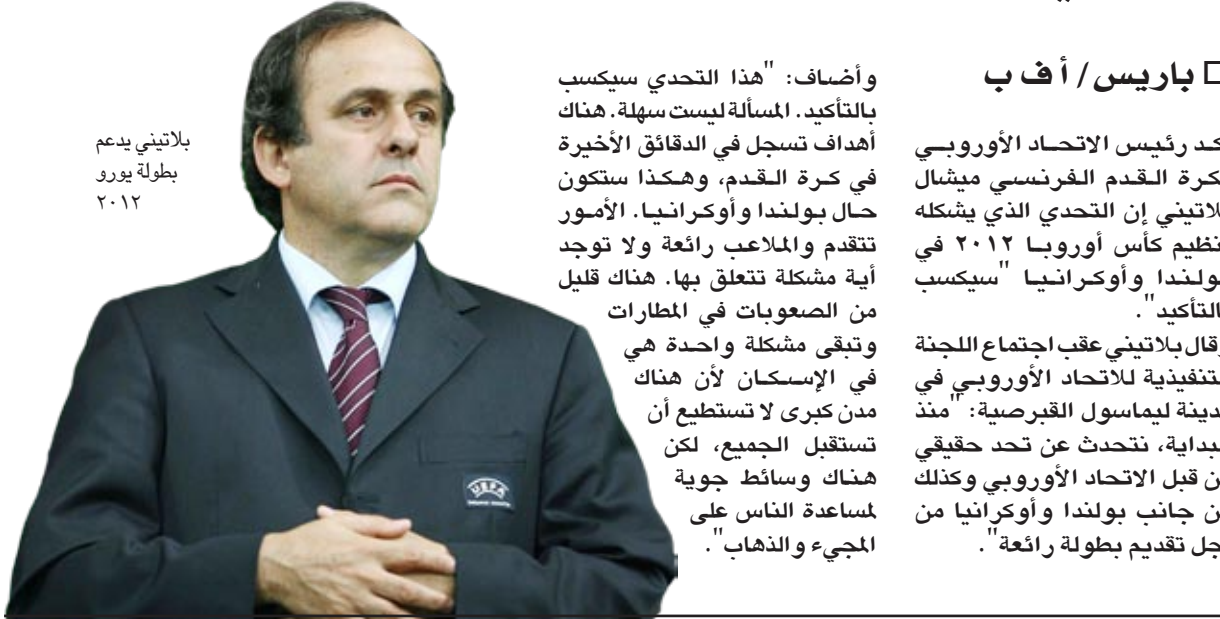 باريس/ أ ف ب
كد رئيس الاتحاد الأوروبي
كرة القدم الفرنسي ميشال
لاتيني إن التحدي الذي يشكله
نظيم كأس أوروبا ٢٠١٢ في
ولندا وأوكرانيا "سيكسب
التأكيد".
وقال بلاتيني عقب اجتماع اللجنة
لتنفيذية للاتحاد الأوروبي في
دينة ليماسول القبرصية: "منذ
لبداية، نتحدث عن تحد حقيقي
ن قبل الاتحاد الأوروبي وكذلك
ن جانب بولندا وأوكرانيا من
جل تقديم بطولة رائعة".
وأضاف: "هذا التحدي سيكسب
بالتأكيد. المسألة ليست سهلة. هناك
أهداف تسجل في الدقائق الأخيرة
في كرة القدم، وهكذا ستكون
حال بولندا وأوكرانيا. الأمور
تتقدم والملاعب رائعة ولا توجد
أية مشكلة تتعلق بها. هناك قليل
من الصعوبات في المطارات
وتبقى مشكلة واحدة هي
في الإسكان لأن هناك
مدن كبرى لا تستطيع أن
تستقبل الجميع، لكن
هناك وسائط جوية
لمساعدة الناس على
المجيء والذهاب".
بلاتيني يدعم
بطولة يورو
٢٠١٢
UEFA